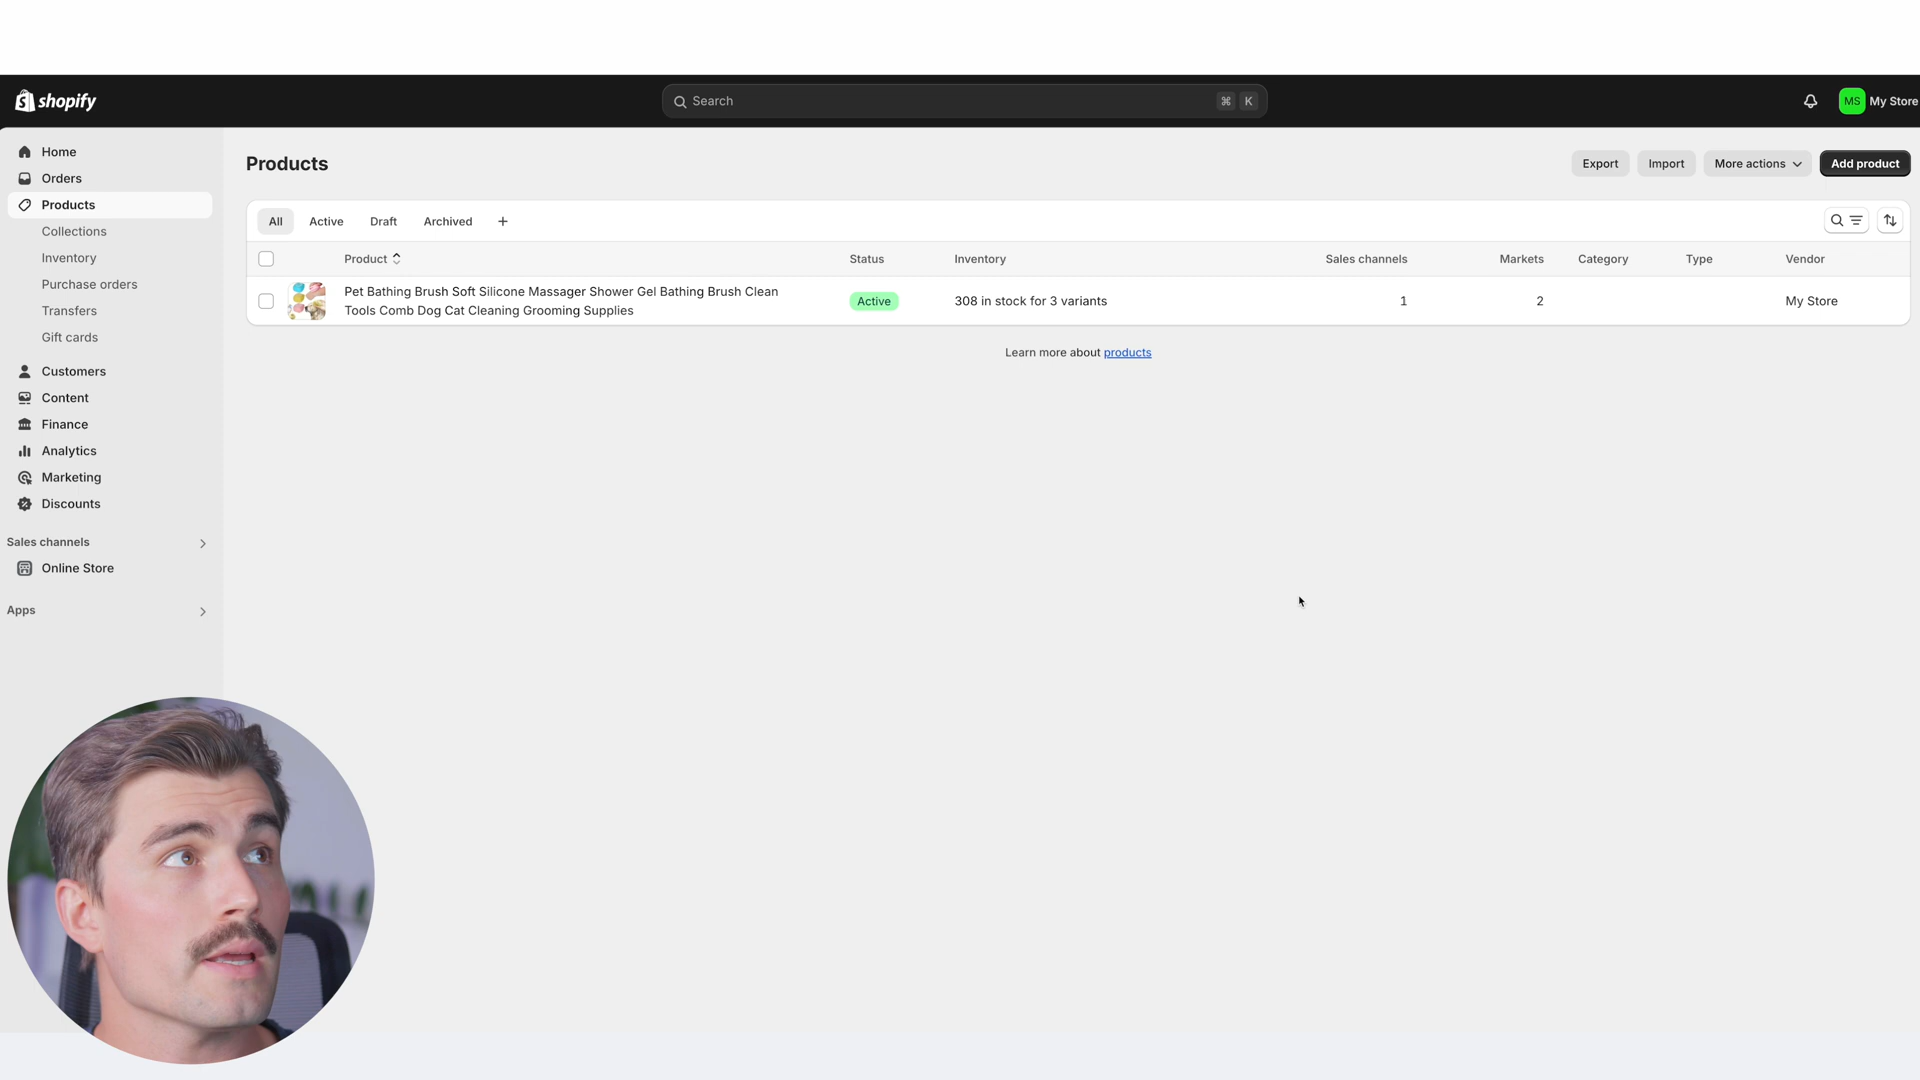 shopify
Search
⌘ K
MS My Store
Home
Orders
Products
Collections
Inventory
Purchase orders
Transfers
Gift cards
Customers
Content
Finance
Analytics
Marketing
Discounts
Sales channels
Online Store
Apps
Products
Export Import More actions Add product
All Active Draft Archived +
Product Status Inventory Sales channels Markets Category Type Vendor
Pet Bathing Brush Soft Silicone Massager Shower Gel Bathing Brush Clean
Tools Comb Dog Cat Cleaning Grooming Supplies
Active 308 in stock for 3 variants 1 2 My Store
Learn more about products